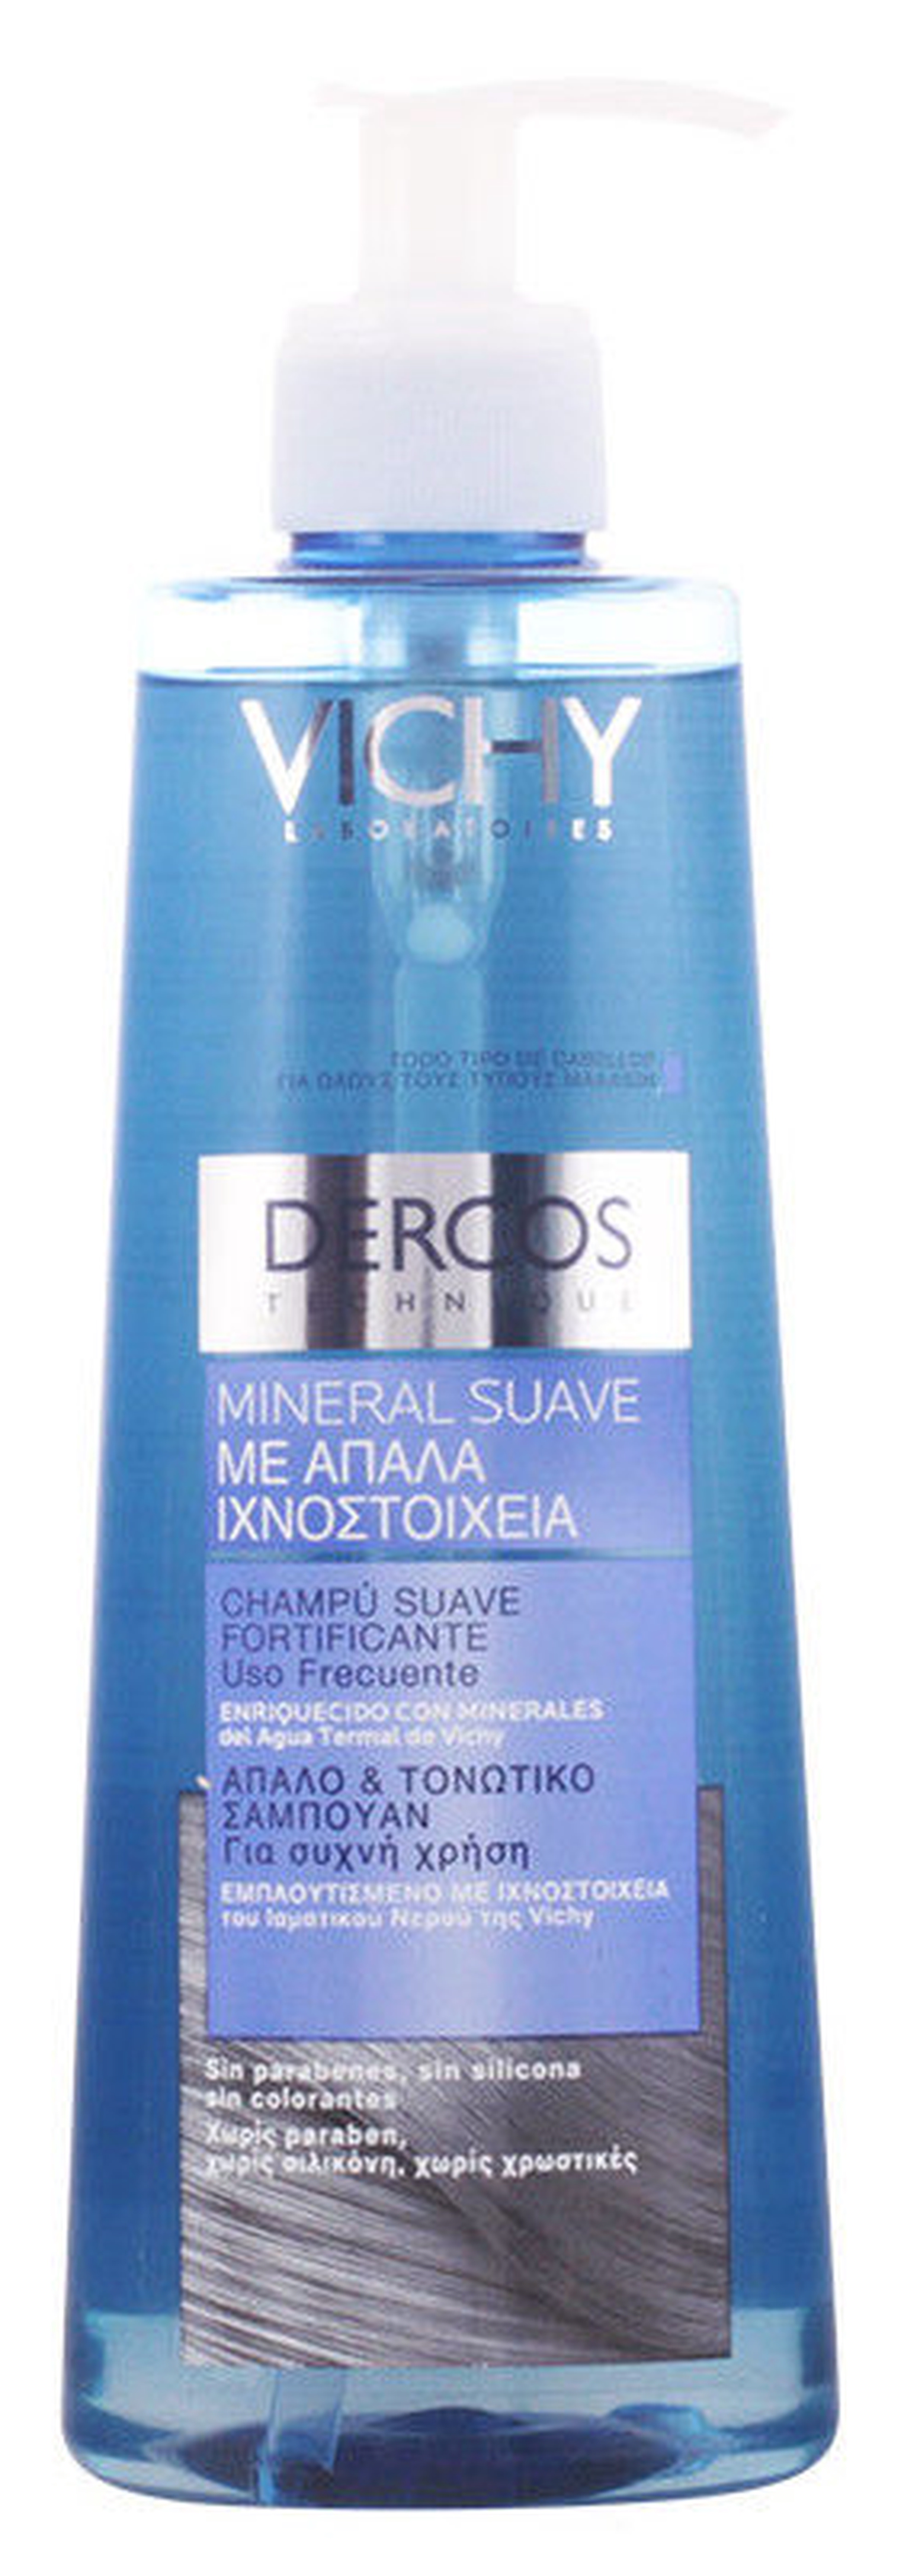 VICHY
LABORATOIRES
TODO TIPO DE CABELLOS
ΓΙΑ ΟΛΟΥΣ ΤΟΥΣ ΤΥΠΟΥΣ ΜΑΛΛΙΩΝ
DERCOS
TECHNIQUE
MINERAL SUAVE
ΜΕ ΑΠΑΛΑ
ΙΧΝΟΣΤΟΙΧΕΙΑ
CHAMPÚ SUAVE
FORTIFICANTE
Uso Frecuente
ENRIQUECIDO CON MINERALES
del Agua Termal de Vichy
ΑΠΑΛΟ & ΤΟΝΩΤΙΚΟ
ΣΑΜΠΟΥΑΝ
Για συχνή χρήση
ΕΜΠΛΟΥΤΙΣΜΕΝΟ ΜΕ ΙΧΝΟΣΤΟΙΧΕΙΑ
του Ιαματικού Νερού της Vichy
Sin parabenes, sin silicona
sin colorantes
Χωρίς paraben,
χωρίς σιλικόνη, χωρίς χρωστικές